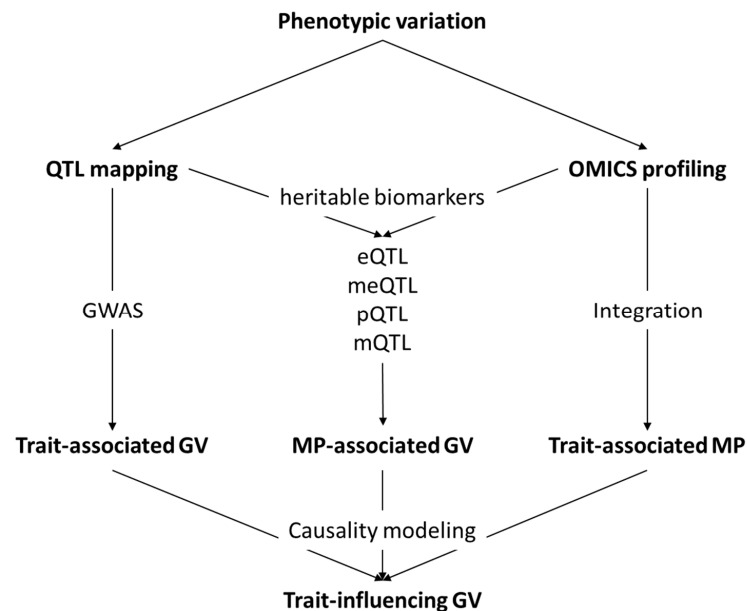 Phenotypic variation
QTL mapping
OMICS profiling
heritable biomarkers
eQTL
meQTL
pQTL
mQTL
GWAS
Integration
Trait-associated GV
MP-associated GV
Trait-associated MP
Causality modeling
Trait-influencing GV